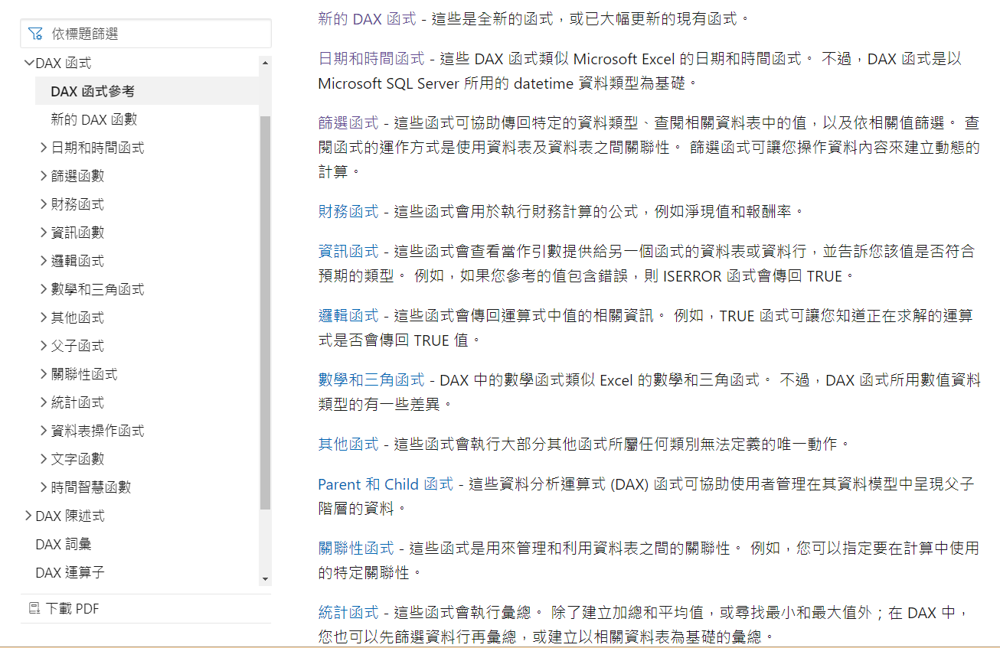 依標題篩選
DAX 函式
DAX 函式參考
新的 DAX 函數
日期和時間函式
篩選函數
財務函式
資訊函數
邏輯函式
數學和三角函式
其他函式
父子函式
關聯性函式
統計函式
資料表操作函式
文字函數
時間智慧函數
DAX 陳述式
DAX 詞彙
DAX 運算子
下載 PDF
新的 DAX 函式 - 這些是全新的函式，或已大幅更新的現有函式。
日期和時間函式 - 這些 DAX 函式類似 Microsoft Excel 的日期和時間函式。 不過，DAX 函式是以
Microsoft SQL Server 所用的 datetime 資料類型為基礎。
篩選函式 - 這些函式可協助傳回特定的資料類型、查閱相關資料表中的值，以及依相關值篩選。 查
閱函式的運作方式是使用資料表及資料表之間關聯性。 篩選函式可讓您操作資料內容來建立動態的
計算。
財務函式 - 這些函式會用於執行財務計算的公式，例如淨現值和報酬率。
資訊函式 - 這些函式會查看當作引數提供給另一個函式的資料表或資料行，並告訴您該值是否符合
預期的類型。 例如，如果您參考的值包含錯誤，則 ISERROR 函式會傳回 TRUE。
邏輯函式 - 這些函式會傳回運算式中值的相關資訊。 例如，TRUE 函式可讓您知道正在求解的運算
式是否會傳回 TRUE 值。
數學和三角函式 - DAX 中的數學函式類似 Excel 的數學和三角函式。 不過，DAX 函式所用數值資料
類型的有一些差異。
其他函式 - 這些函式會執行大部分其他函式所屬任何類別無法定義的唯一動作。
Parent 和 Child 函式 - 這些資料分析運算式 (DAX) 函式可協助使用者管理在其資料模型中呈現父子
階層的資料。
關聯性函式 - 這些函式是用來管理和利用資料表之間的關聯性。 例如，您可以指定要在計算中使用
的特定關聯性。
統計函式 - 這些函式會執行彙總。 除了建立加總和平均值，或尋找最小和最大值外；在 DAX 中，
您也可以先篩選資料行再彙總，或建立以相關資料表為基礎的彙總。